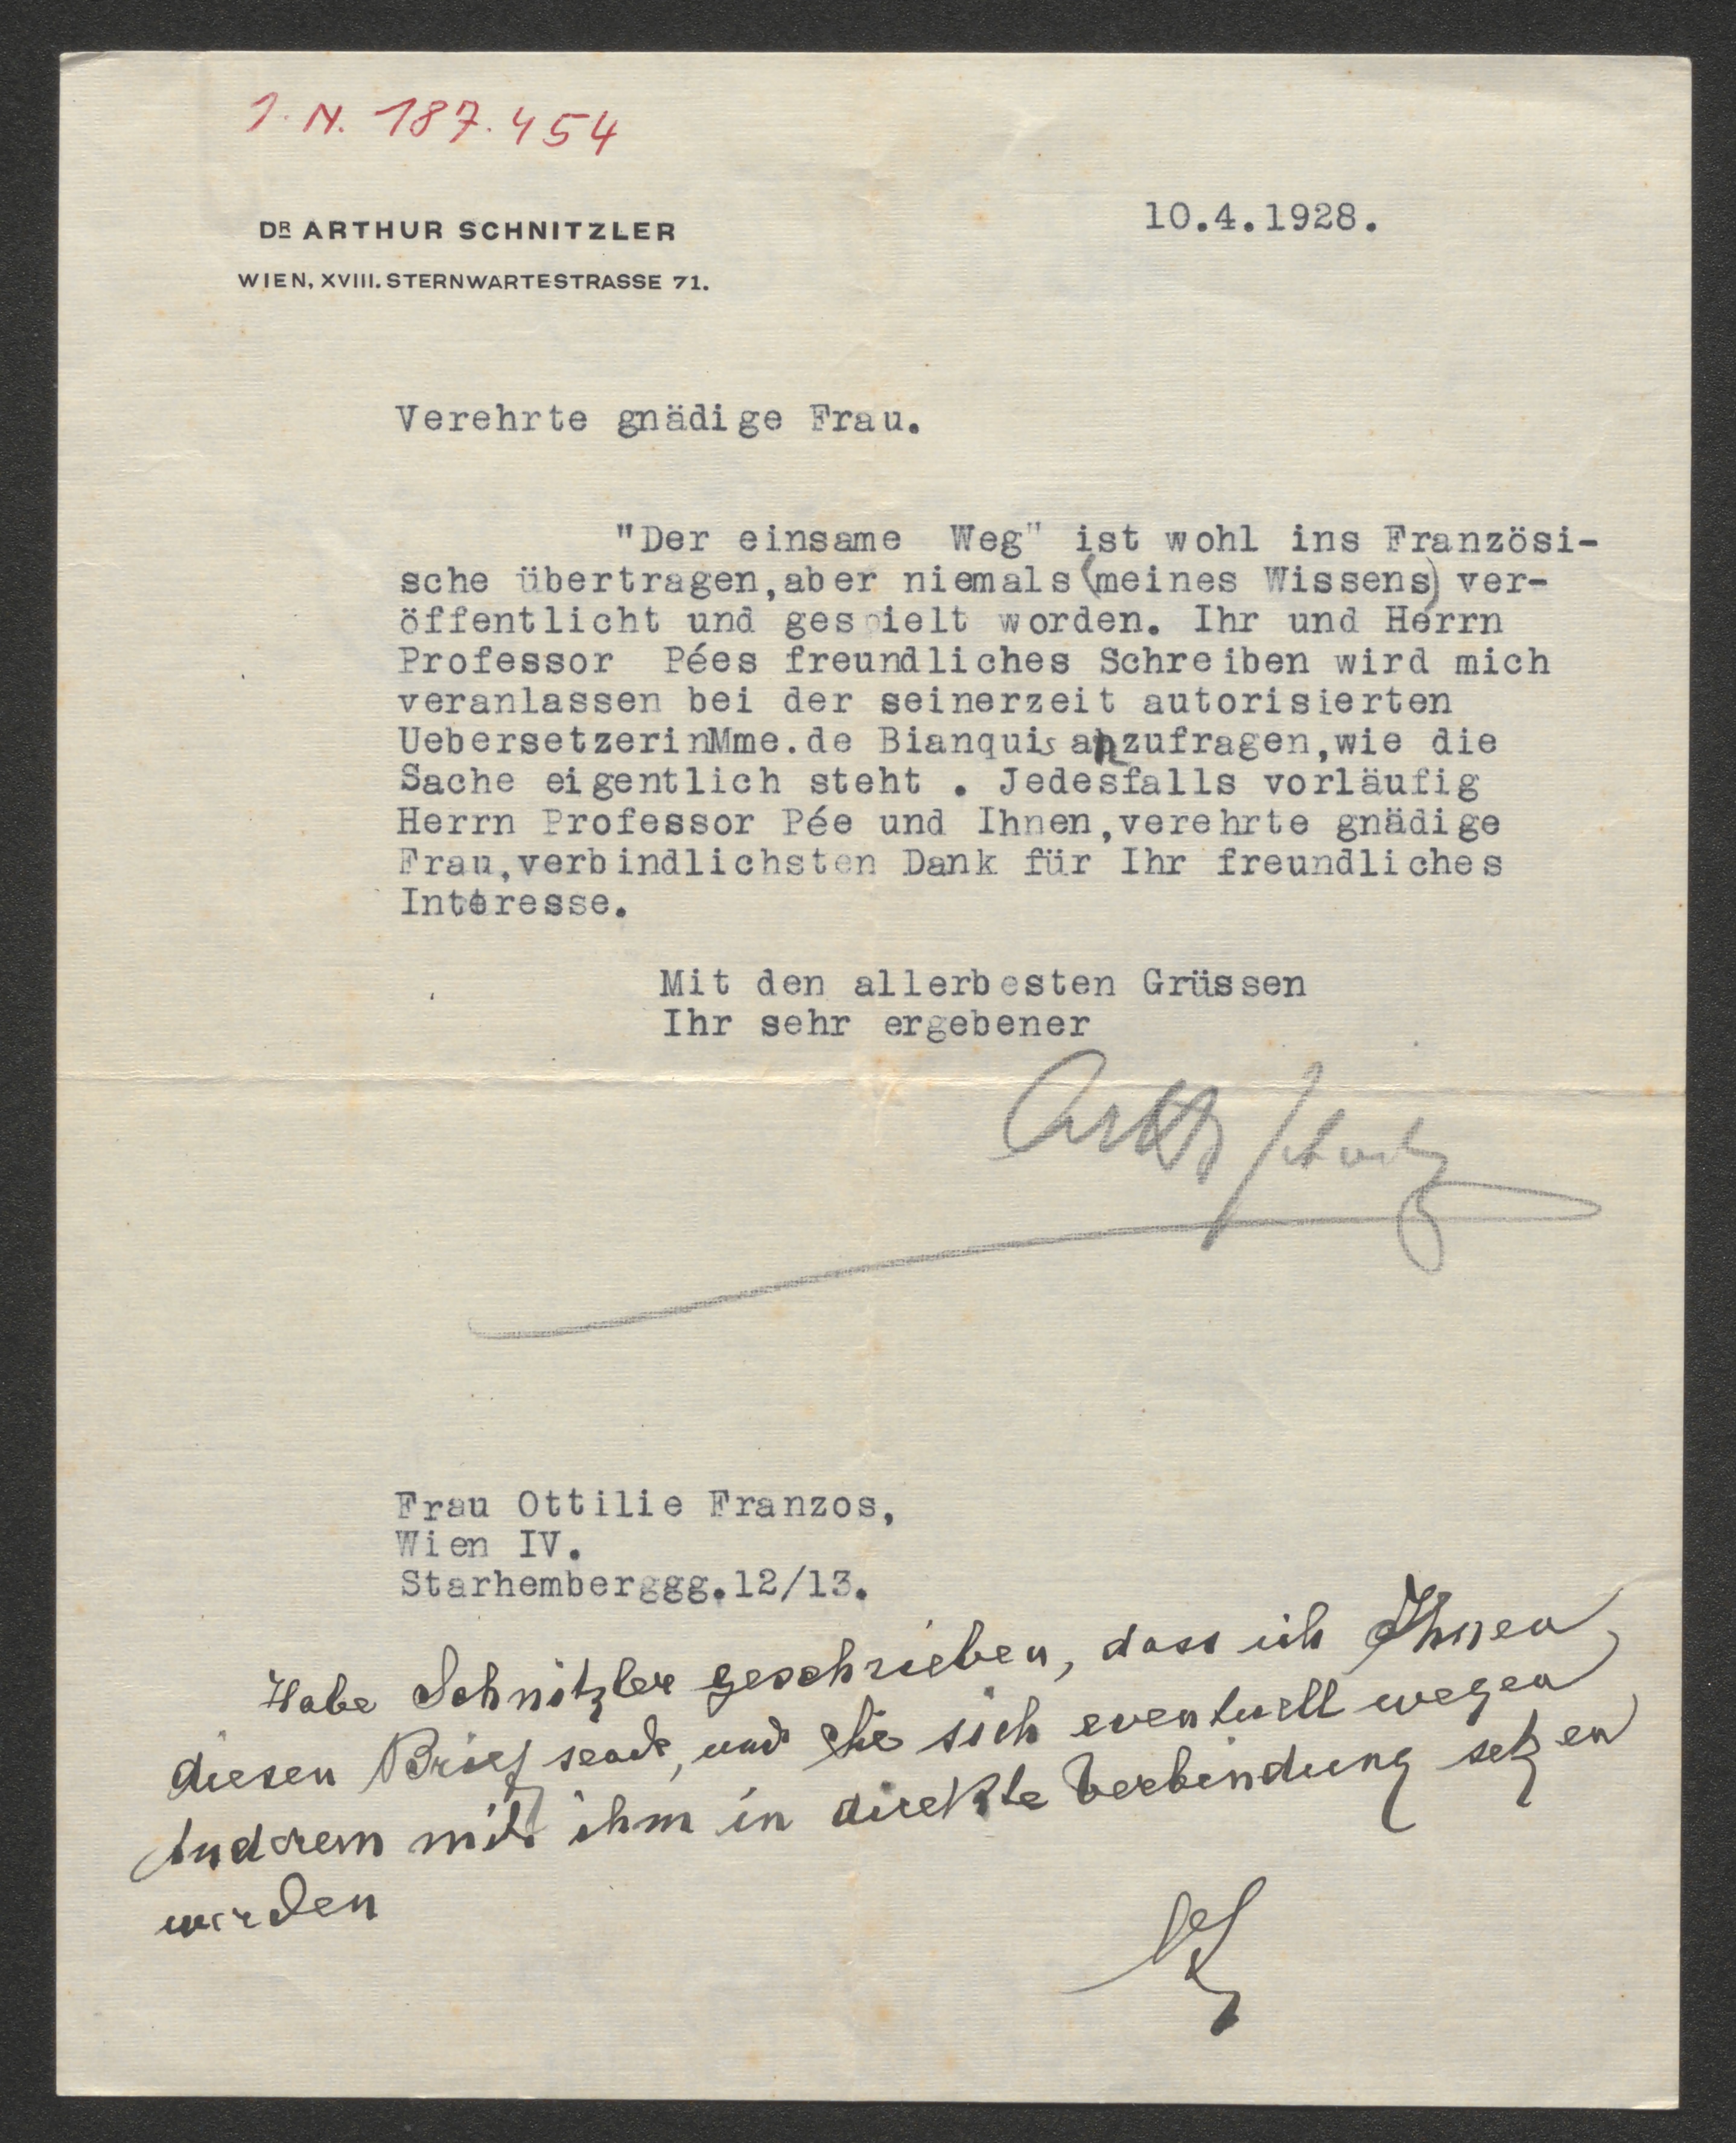 J.N. 187.454
DR ARTHUR SCHNITZLER
WIEN, XVIII. STERNWARTESTRASSE 71.
10.4.1928.
Verehrte gnädige Frau.
"Der einsame Weg" ist wohl ins Französi-
sche übertragen,aber niemals (meines Wissens) ver-
öffentlicht und gespielt worden. Ihr und Herrn
Professor Pées freundliches Schreiben wird mich
veranlassen bei der seinerzeit autorisierten
UebersetzerinMme.de Bianquis anzufragen,wie die
Sache eigentlich steht . Jedesfalls vorläufig
Herrn Professor Pée und Ihnen,verehrte gnädige
Frau,verbindlichsten Dank für Ihr freundliches
Interesse.
Mit den allerbesten Grüssen
Ihr sehr ergebener
Arthur Schnitzler
Frau Ottilie Franzos,
Wien IV.
Starhemberggg.12/13.
Habe Schnitzler geschrieben, dass ich Ihnen
diesen Brief sende, und Sie sich eventuell wegen
Anderem mit ihm in direkte Verbindung setzen
werden